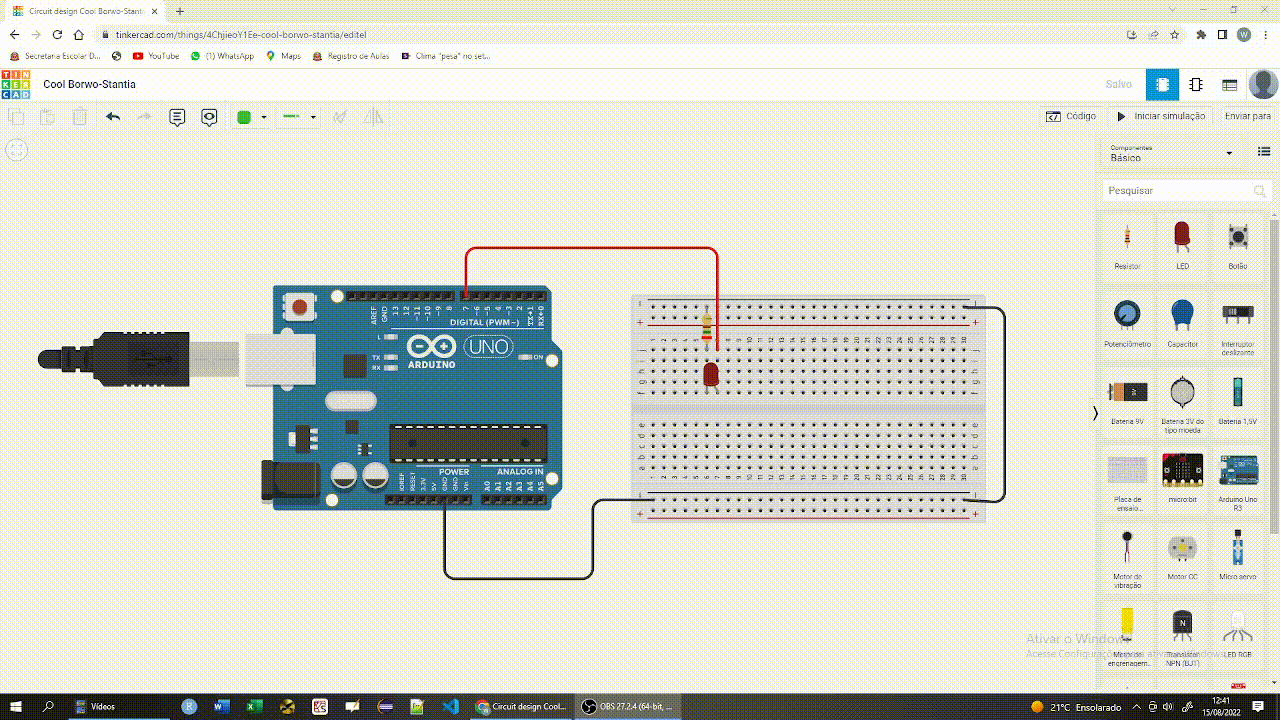 Circuit design Cool Borwo-Stantia
tinkercad.com/things/4ChjieoY1Ee-cool-borwo-stantia/editel
W
Secretaria Escolar D...
YouTube
(1) WhatsApp
Maps
Registro de Aulas
Clima "pesa" no set...
TIN
KER
CAD
Cool Borwo-Stantia
Salvo
Código
Iniciar simulação
Enviar para
Componentes
Básico
Pesquisar
Resistor
LED
Botão
Potenciômetro
Capacitor
Interruptor deslizante
Bateria 9V
Bateria 3V do tipo moeda
Bateria 1,5V
Placa de ensaio...
micro:bit
Arduino Uno R3
Motor de vibração
Motor CC
Micro servo
Motor de engrenagem...
Transistor NPN (BJT)
LED RGB
AREF
GND
13
12
~11
~10
~9
8
7
~6
~5
4
~3
2
TX→1
RX←0
DIGITAL (PWM~)
L
TX
RX
UNO
ON
ARDUINO
POWER
ANALOG IN
IOREF
RESET
3.3V
5V
GND
GND
Vin
A0
A1
A2
A3
A4
A5
Ativar o Windows
Vídeos
Circuit design Cool...
OBS 27.2.4 (64-bit, ...
21°C Ensolarado
12:41
15/08/2022